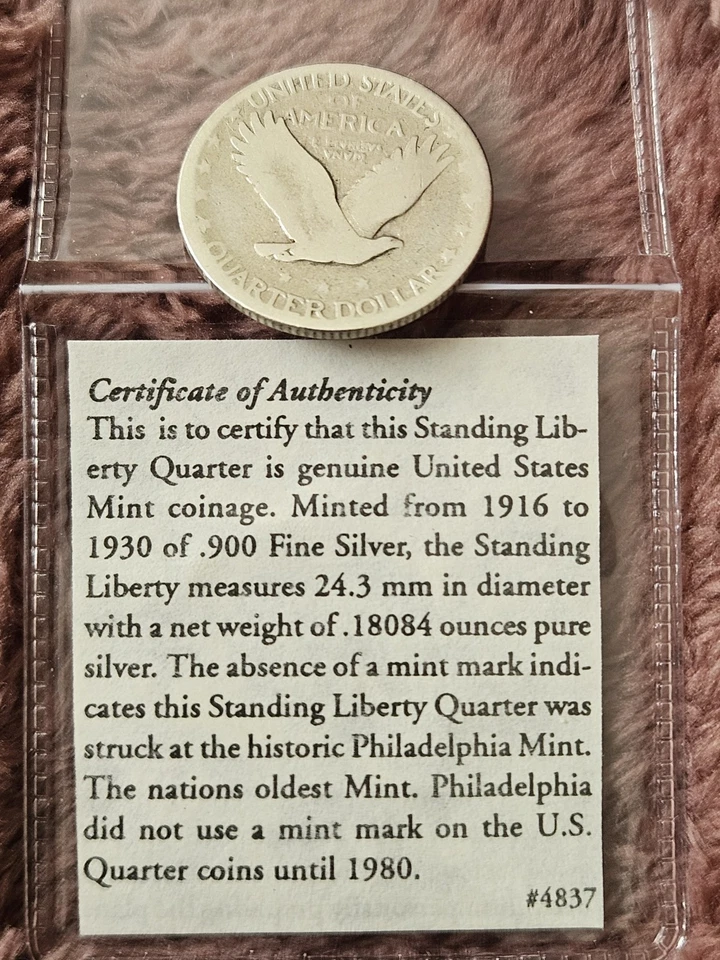 UNITED STATES
OF
AMERICA
E PLURIBUS
UNUM
QUARTER DOLLAR
Certificate of Authenticity
This is to certify that this Standing Lib-
erty Quarter is genuine United States
Mint coinage. Minted from 1916 to
1930 of .900 Fine Silver, the Standing
Liberty measures 24.3 mm in diameter
with a net weight of .18084 ounces pure
silver. The absence of a mint mark indi-
cates this Standing Liberty Quarter was
struck at the historic Philadelphia Mint.
The nations oldest Mint. Philadelphia
did not use a mint mark on the U.S.
Quarter coins until 1980.
#4837